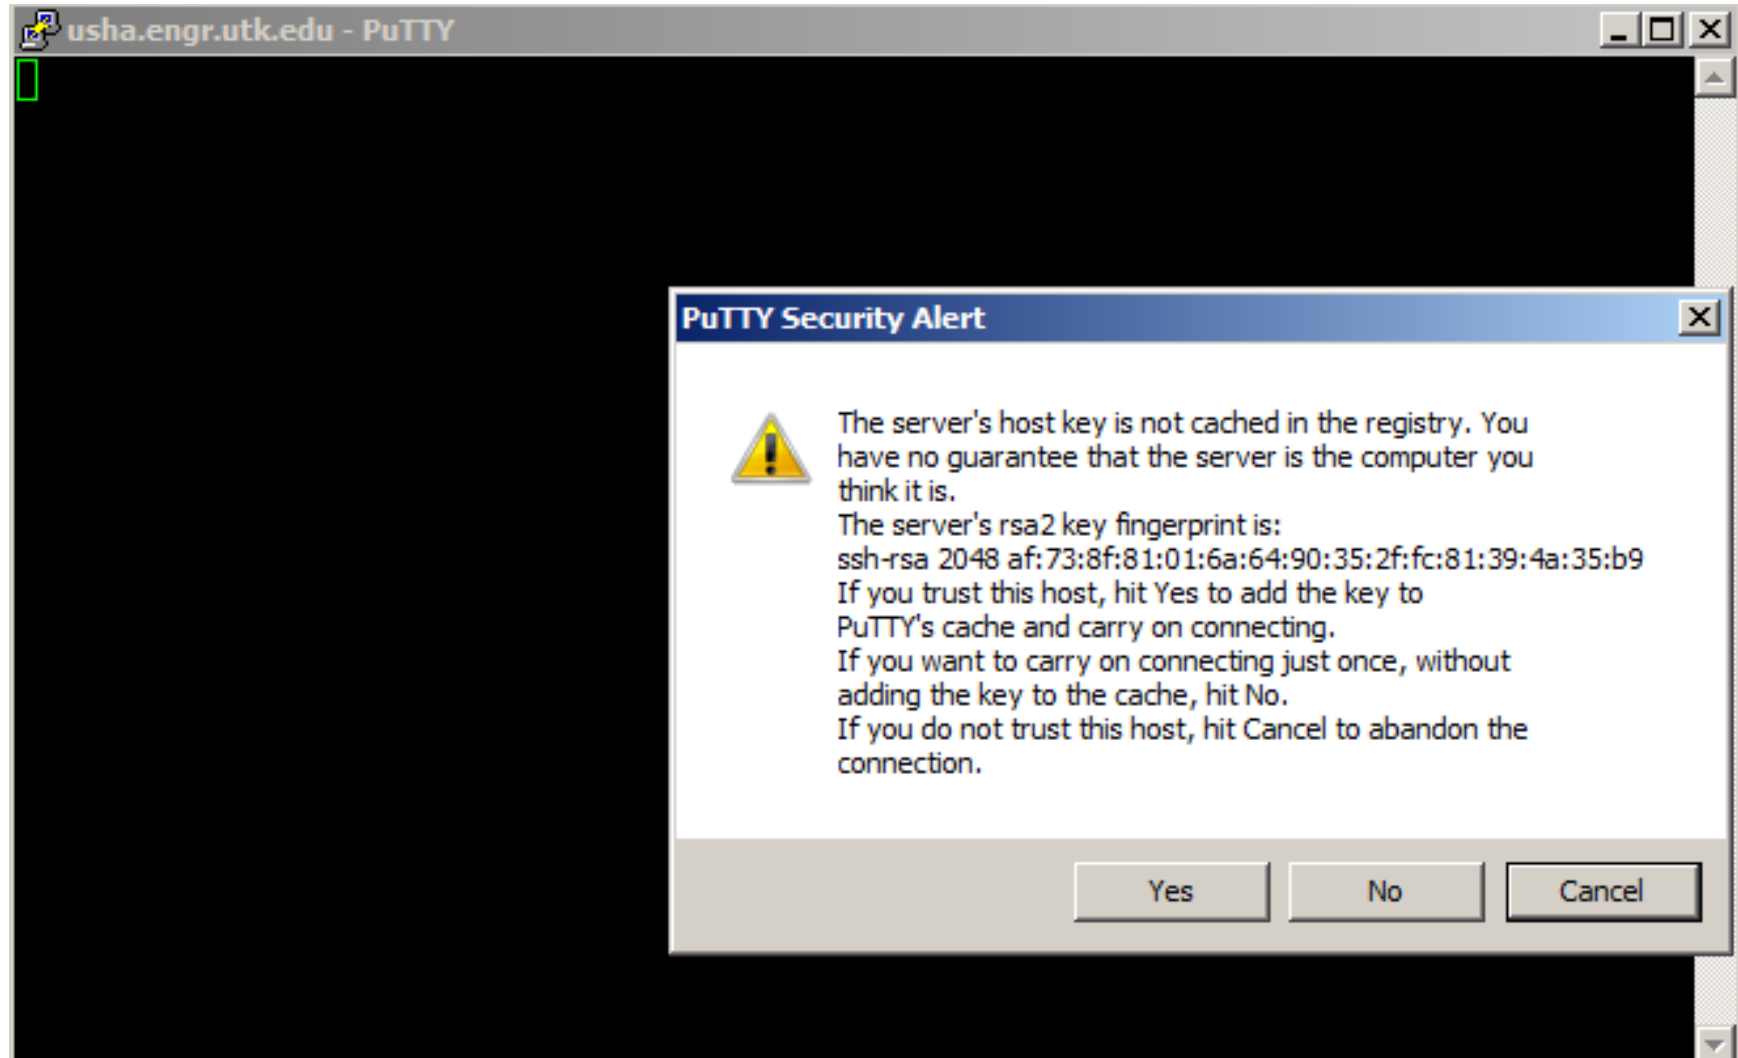 usha.engr.utk.edu - PuTTY
PuTTY Security Alert
The server's host key is not cached in the registry. You
have no guarantee that the server is the computer you
think it is.
The server's rsa2 key fingerprint is:
ssh-rsa 2048 af:73:8f:81:01:6a:64:90:35:2f:fc:81:39:4a:35:b9
If you trust this host, hit Yes to add the key to
PuTTY's cache and carry on connecting.
If you want to carry on connecting just once, without
adding the key to the cache, hit No.
If you do not trust this host, hit Cancel to abandon the
connection.
Yes No Cancel